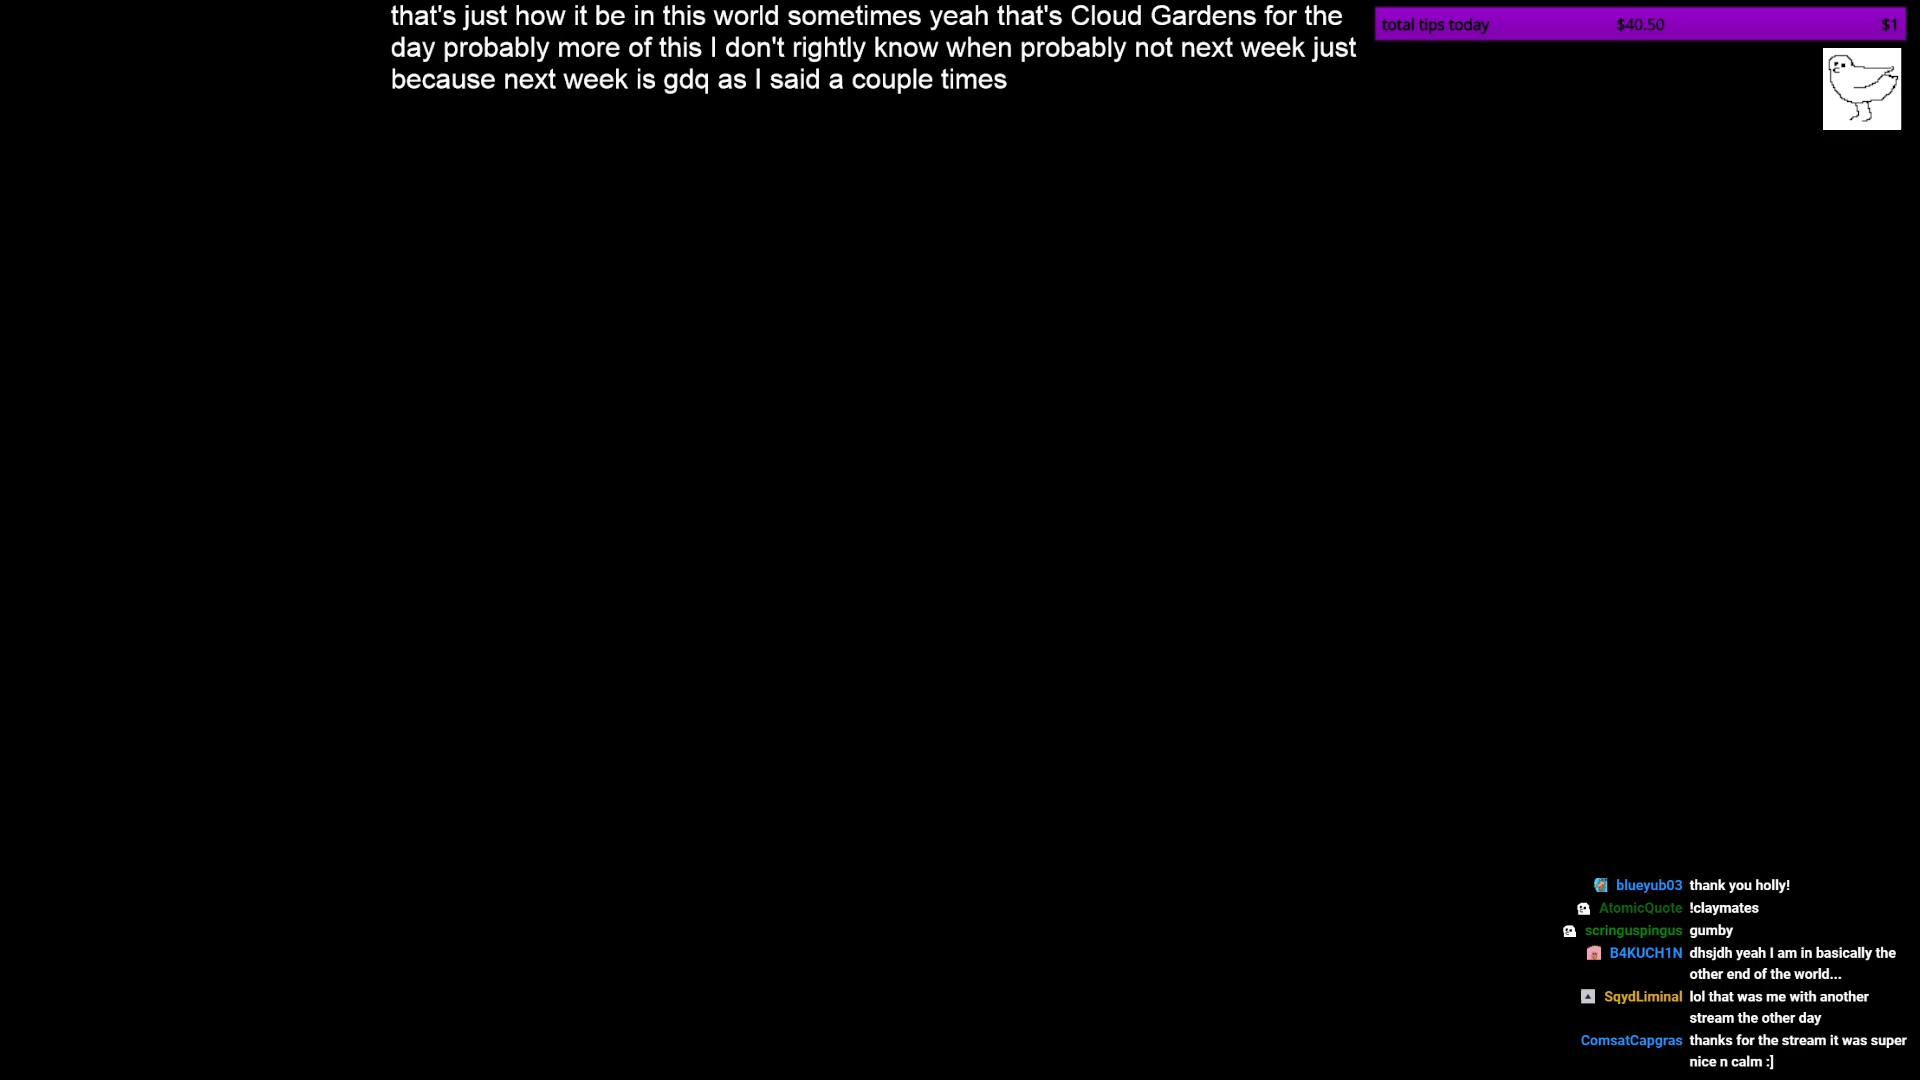 that's just how it be in this world sometimes yeah that's Cloud Gardens for the
day probably more of this I don't rightly know when probably not next week just
because next week is gdq as I said a couple times
total tips today $40.50 $1
blueyub03 thank you holly!
AtomicQuote !claymates
scringuspingus gumby
B4KUCH1N dhsjdh yeah I am in basically the
other end of the world...
SqydLiminal lol that was me with another
stream the other day
ComsatCapgras thanks for the stream it was super
nice n calm :]